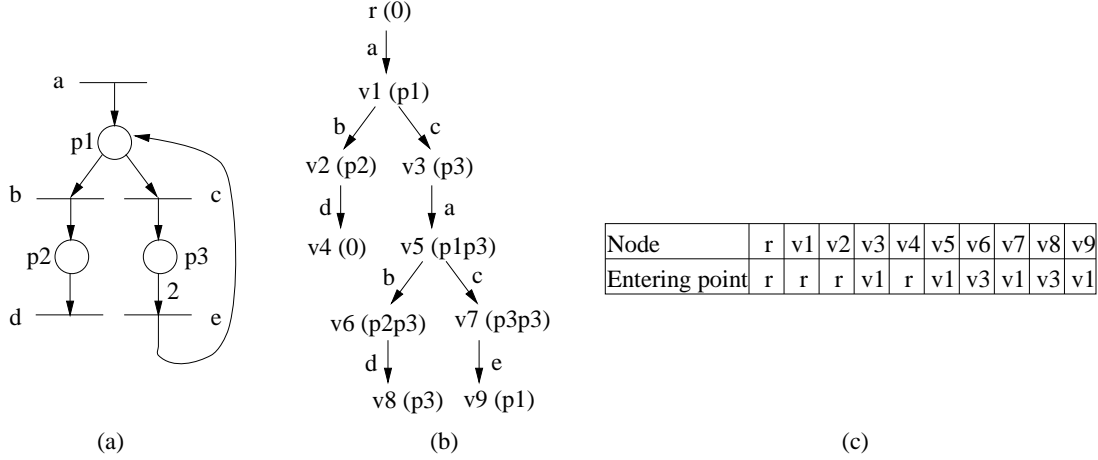 a
p1
b
c
p2
p3
2
d
e
(a)
r (0)
a
v1 (p1)
b
c
v2 (p2)
v3 (p3)
d
a
v4 (0)
v5 (p1p3)
b
c
v6 (p2p3)
v7 (p3p3)
d
e
v8 (p3)
v9 (p1)
(b)
Node r v1 v2 v3 v4 v5 v6 v7 v8 v9
Entering point r r r v1 r v1 v3 v1 v3 v1
(c)